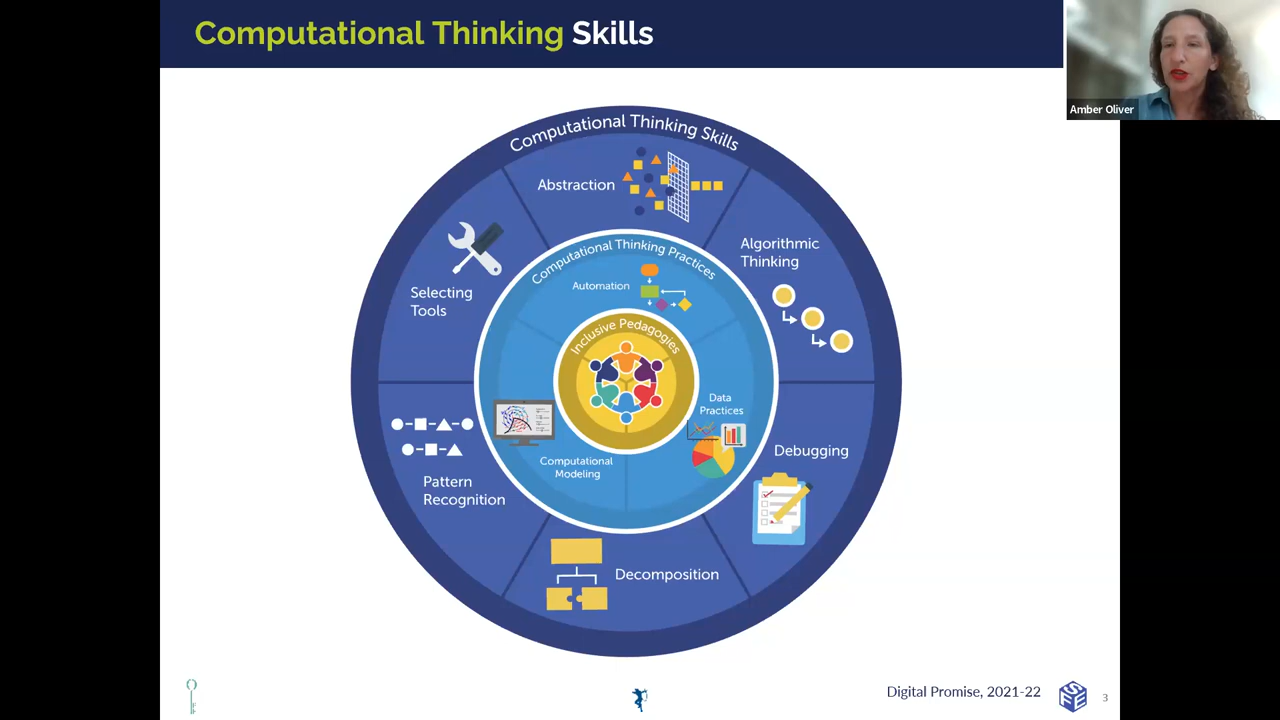 Computational Thinking Skills
Amber Oliver
Computational Thinking Skills
Abstraction
Algorithmic
Thinking
Selecting
Tools
Computational Thinking Practices
Automation
Inclusive Pedagogies
Data
Practices
Computational
Modeling
Debugging
Pattern
Recognition
Decomposition
Digital Promise, 2021-22
SFE
3